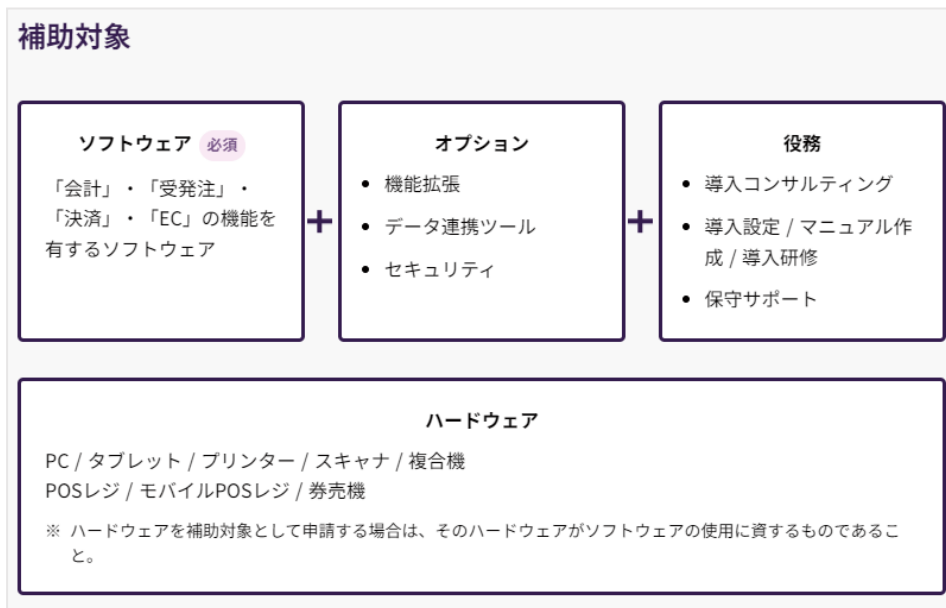 補助対象
ソフトウェア 必須
「会計」・「受発注」・
「決済」・「EC」の機能を
有するソフトウェア
+
オプション
• 機能拡張
• データ連携ツール
• セキュリティ
+
役務
• 導入コンサルティング
• 導入設定 / マニュアル作
成 / 導入研修
• 保守サポート
ハードウェア
PC / タブレット / プリンター / スキャナ / 複合機
POSレジ / モバイルPOSレジ / 券売機
※ ハードウェアを補助対象として申請する場合は、そのハードウェアがソフトウェアの使用に資するものであるこ
と。